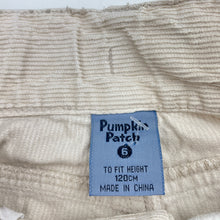 Pumpkin
Patch
6
TO FIT HEIGHT
120CM
MADE IN CHINA